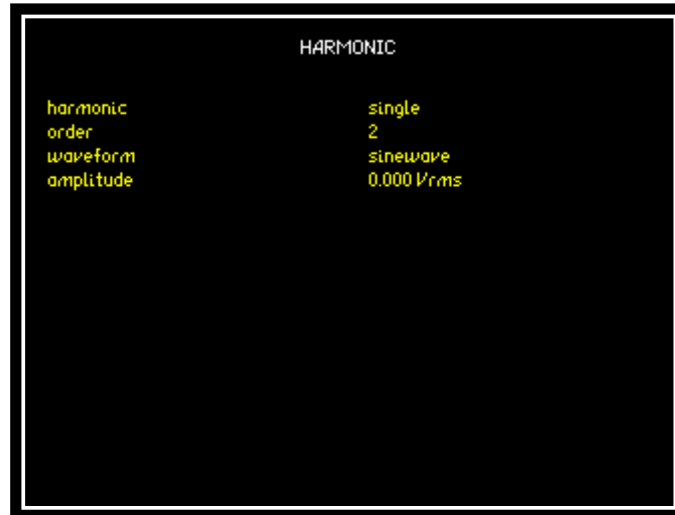 HARMONIC
harmonic single
order 2
waveform sinewave
amplitude 0.000 Vrms